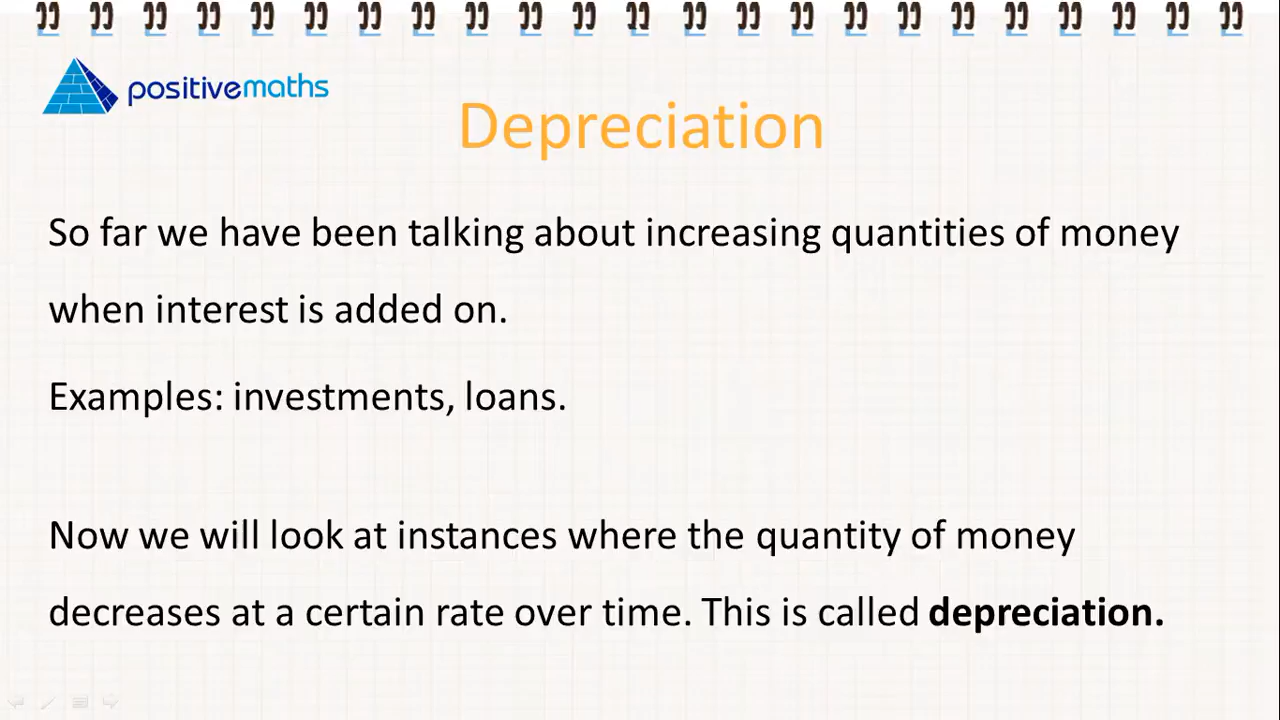 positivemaths
Depreciation
So far we have been talking about increasing quantities of money
when interest is added on.
Examples: investments, loans.
Now we will look at instances where the quantity of money
decreases at a certain rate over time. This is called depreciation.